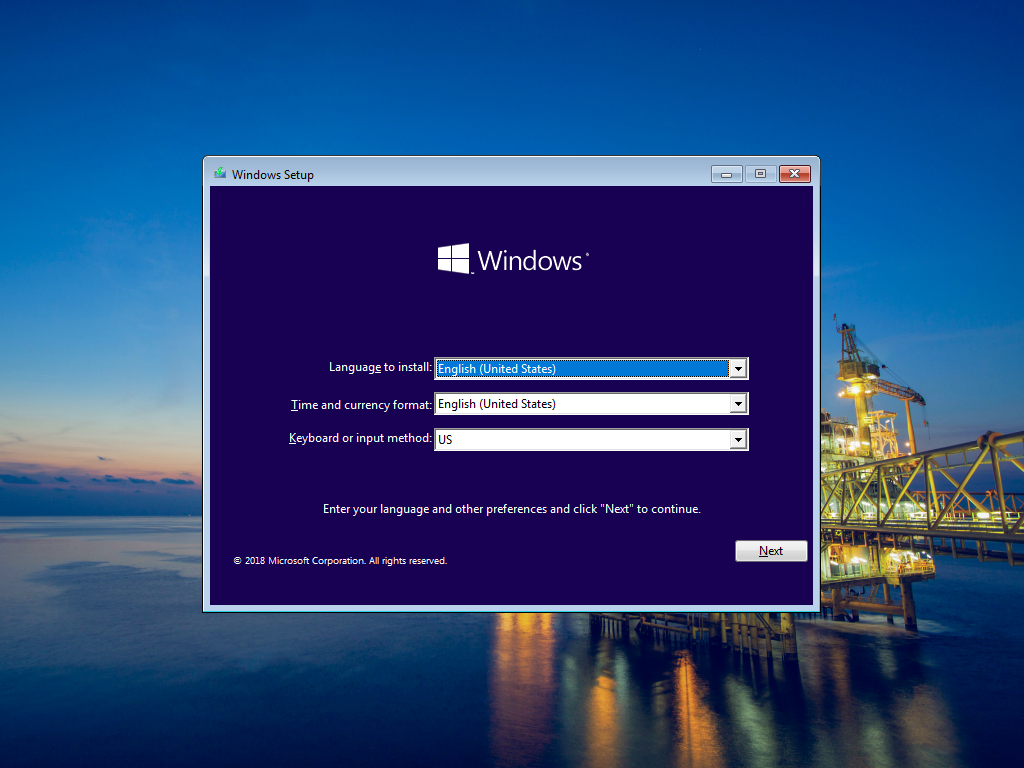 Windows Setup
Windows
Language to install: English (United States)
Time and currency format: English (United States)
Keyboard or input method: US
Enter your language and other preferences and click "Next" to continue.
Next
© 2018 Microsoft Corporation. All rights reserved.